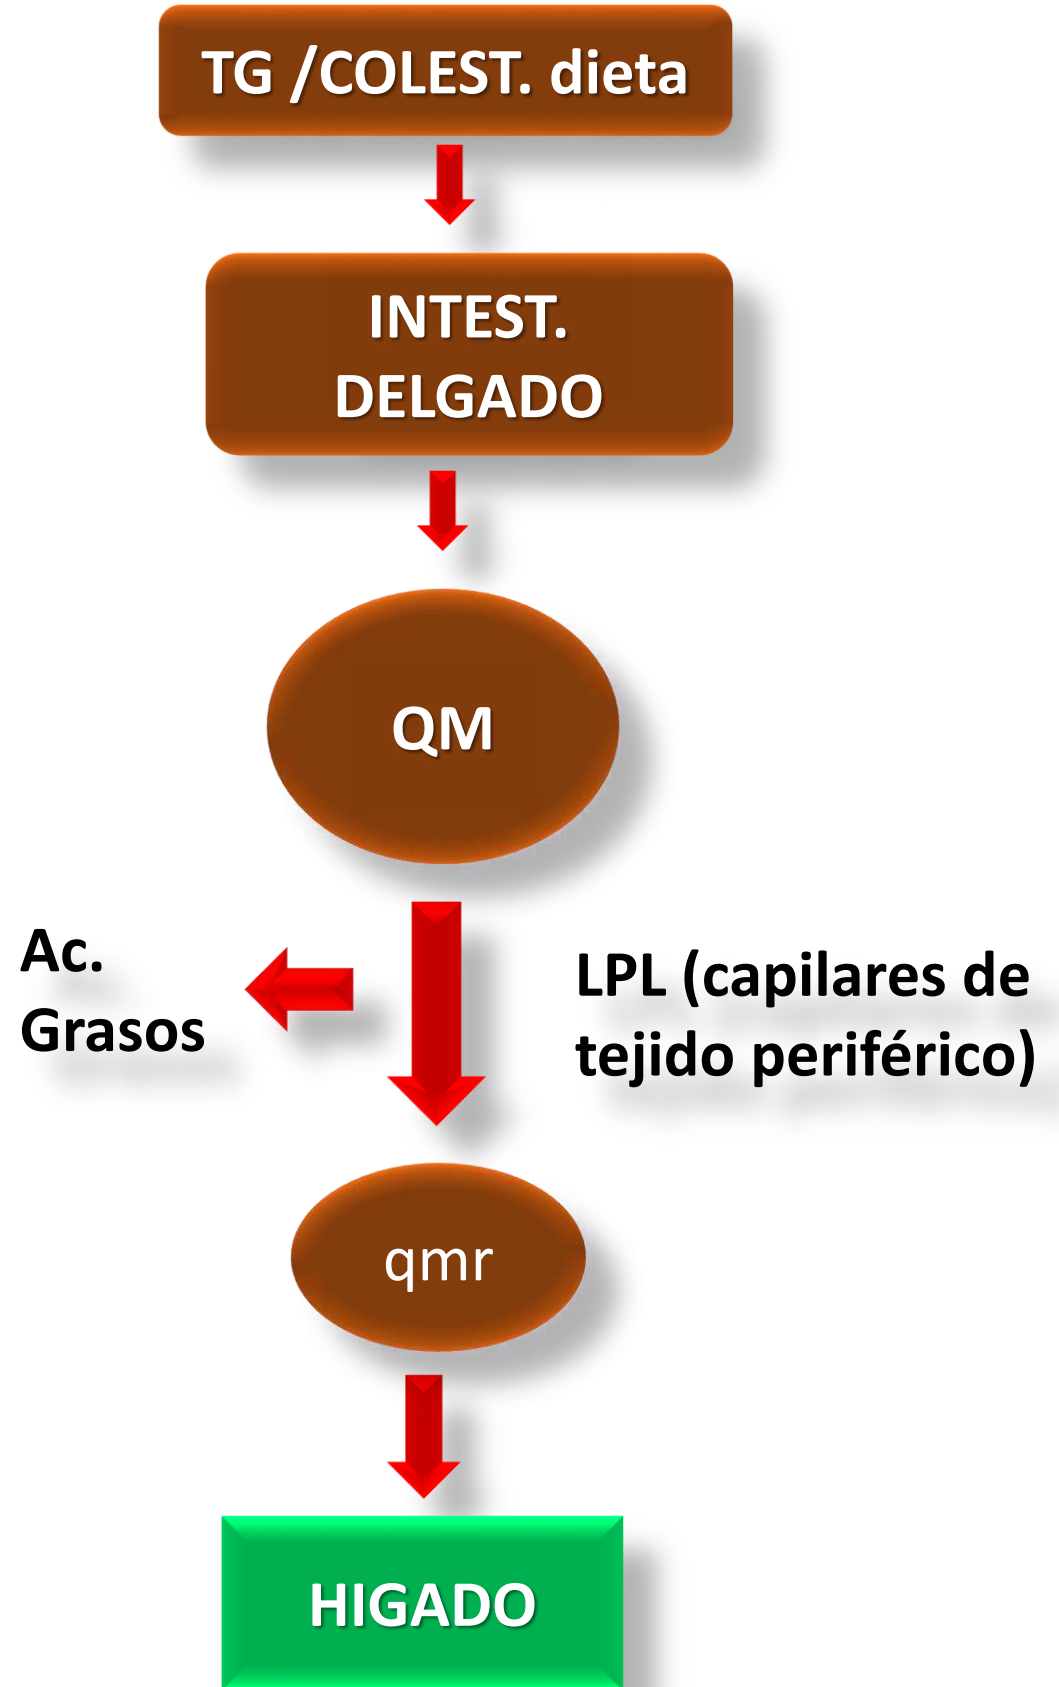 TG /COLEST. dieta
INTEST.
DELGADO
QM
Ac.
Grasos
LPL (capilares de
tejido periférico)
qmr
HIGADO